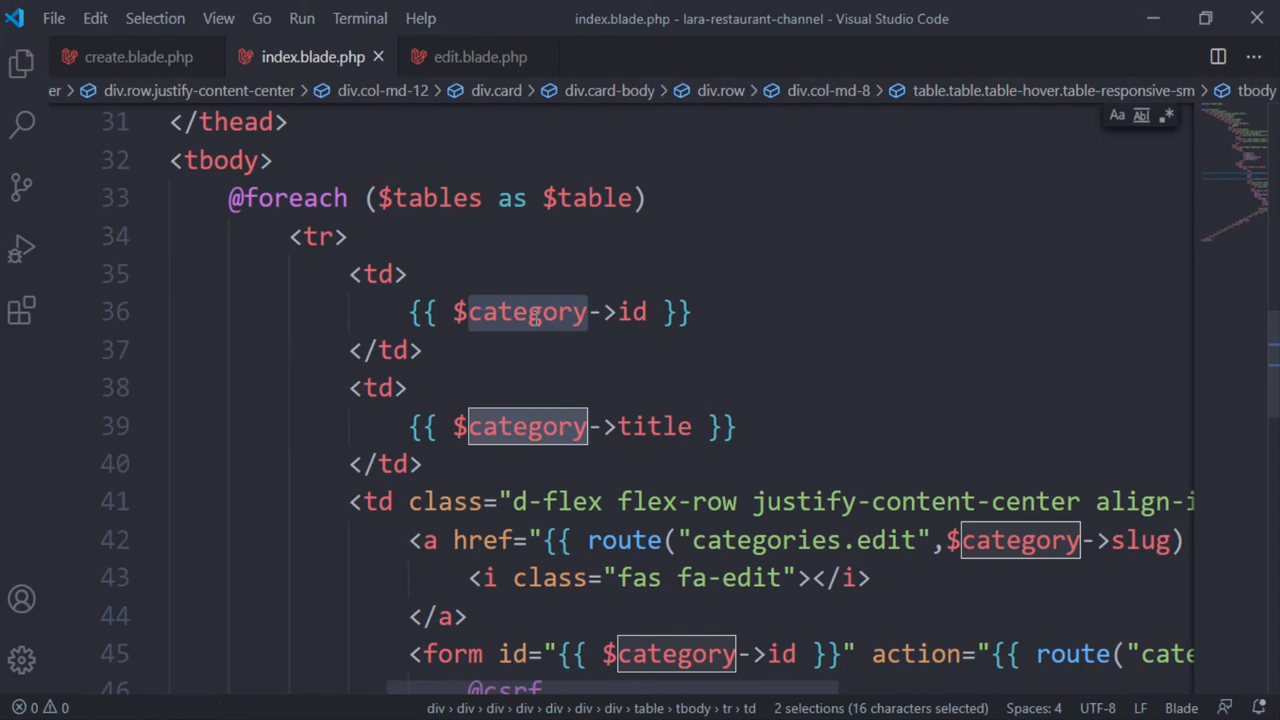 File Edit Selection View Go Run Terminal Help index.blade.php - lara-restaurant-channel - Visual Studio Code
create.blade.php index.blade.php edit.blade.php
er div.row.justify-content-center div.col-md-12 div.card div.card-body div.row div.col-md-8 table.table.table-hover.table-responsive-sm tbody
Aa Ab| .*
31 </thead>
32 <tbody>
33 @foreach ($tables as $table)
34 <tr>
35 <td>
36 {{ $category->id }}
37 </td>
38 <td>
39 {{ $category->title }}
40 </td>
41 <td class="d-flex flex-row justify-content-center align-i
42 <a href="{{ route("categories.edit",$category->slug)
43 <i class="fas fa-edit"></i>
44 </a>
45 <form id="{{ $category->id }}" action="{{ route("cate
46 @csrf
0 0 div div div div div div div table tbody tr td 2 selections (16 characters selected) Spaces: 4 UTF-8 LF Blade